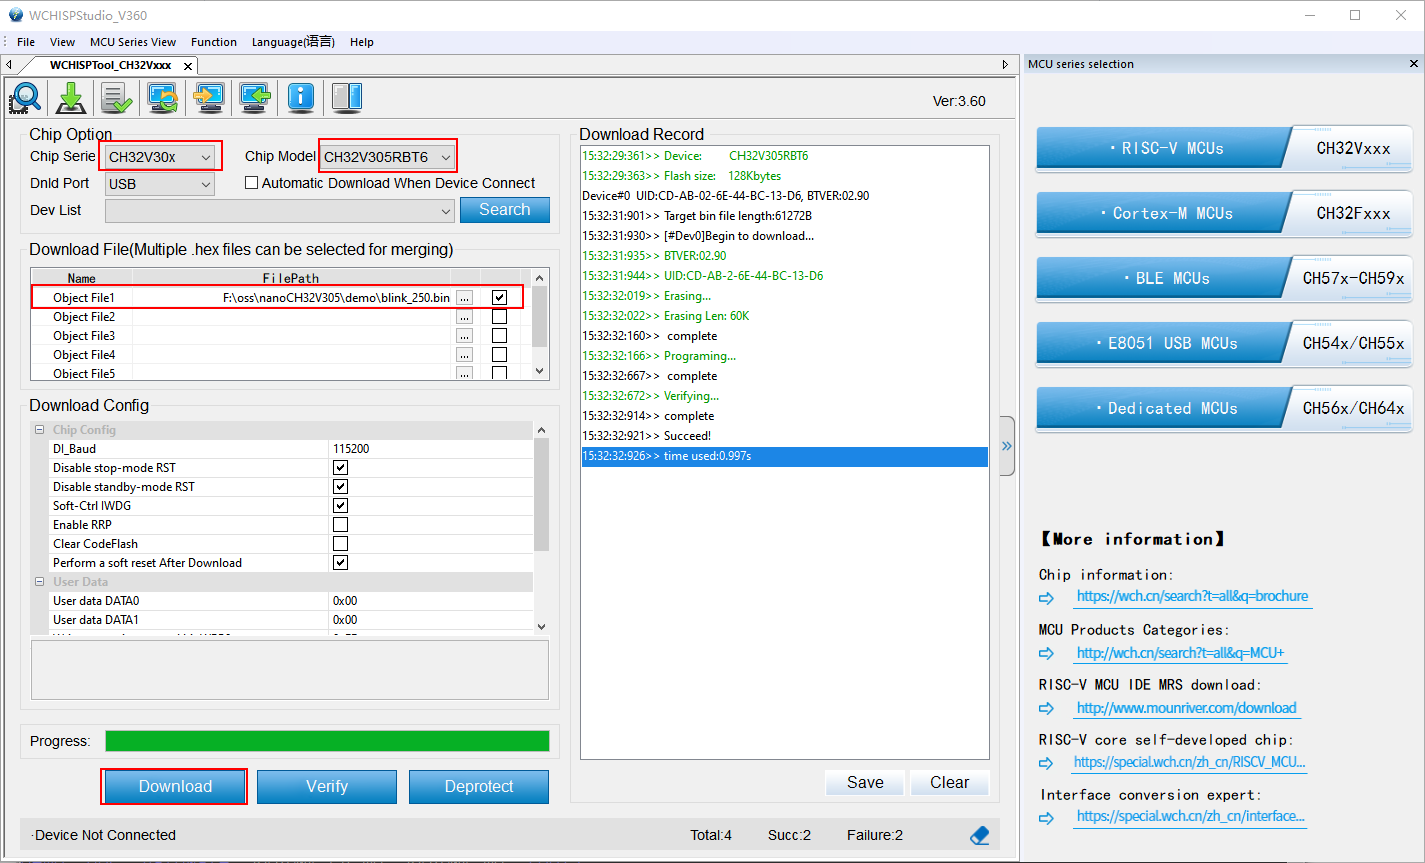 WCHISPStudio_V360
File View MCU Series View Function Language(语言) Help
WCHISPTool_CH32Vxxx
Ver:3.60
Chip Option
Chip Serie CH32V30x Chip Model CH32V305RBT6
Dnld Port USB Automatic Download When Device Connect
Dev List Search
Download File(Multiple .hex files can be selected for merging)
Name FilePath
Object File1 F:\oss\nanoCH32V305\demo\blink_250.bin ...
Object File2 ...
Object File3 ...
Object File4 ...
Object File5 ...
Download Config
Chip Config
DI_Baud 115200
Disable stop-mode RST
Disable standby-mode RST
Soft-Ctrl IWDG
Enable RRP
Clear CodeFlash
Perform a soft reset After Download
User Data
User data DATA0 0x00
User data DATA1 0x00
Progress:
Download Verify Deprotect
Download Record
15:32:29:361>> Device: CH32V305RBT6
15:32:29:363>> Flash size: 128Kbytes
Device#0 UID:CD-AB-02-6E-44-BC-13-D6, BTVER:02.90
15:32:31:901>> Target bin file length:61272B
15:32:31:930>> [#Dev0]Begin to download...
15:32:31:935>> BTVER:02.90
15:32:31:944>> UID:CD-AB-2-6E-44-BC-13-D6
15:32:32:019>> Erasing...
15:32:32:022>> Erasing Len: 60K
15:32:32:160>> complete
15:32:32:166>> Programing...
15:32:32:667>> complete
15:32:32:672>> Verifying...
15:32:32:914>> complete
15:32:32:921>> Succeed!
15:32:32:926>> time used:0.997s
Save Clear
·Device Not Connected Total:4 Succ:2 Failure:2
MCU series selection
· RISC-V MCUs CH32Vxxx
· Cortex-M MCUs CH32Fxxx
· BLE MCUs CH57x-CH59x
· E8051 USB MCUs CH54x/CH55x
· Dedicated MCUs CH56x/CH64x
【More information】
Chip information:
https://wch.cn/search?t=all&q=brochure
MCU Products Categories:
http://wch.cn/search?t=all&q=MCU+
RISC-V MCU IDE MRS download:
http://www.mounriver.com/download
RISC-V core self-developed chip:
https://special.wch.cn/zh_cn/RISCV_MCU...
Interface conversion expert:
https://special.wch.cn/zh_cn/interface...